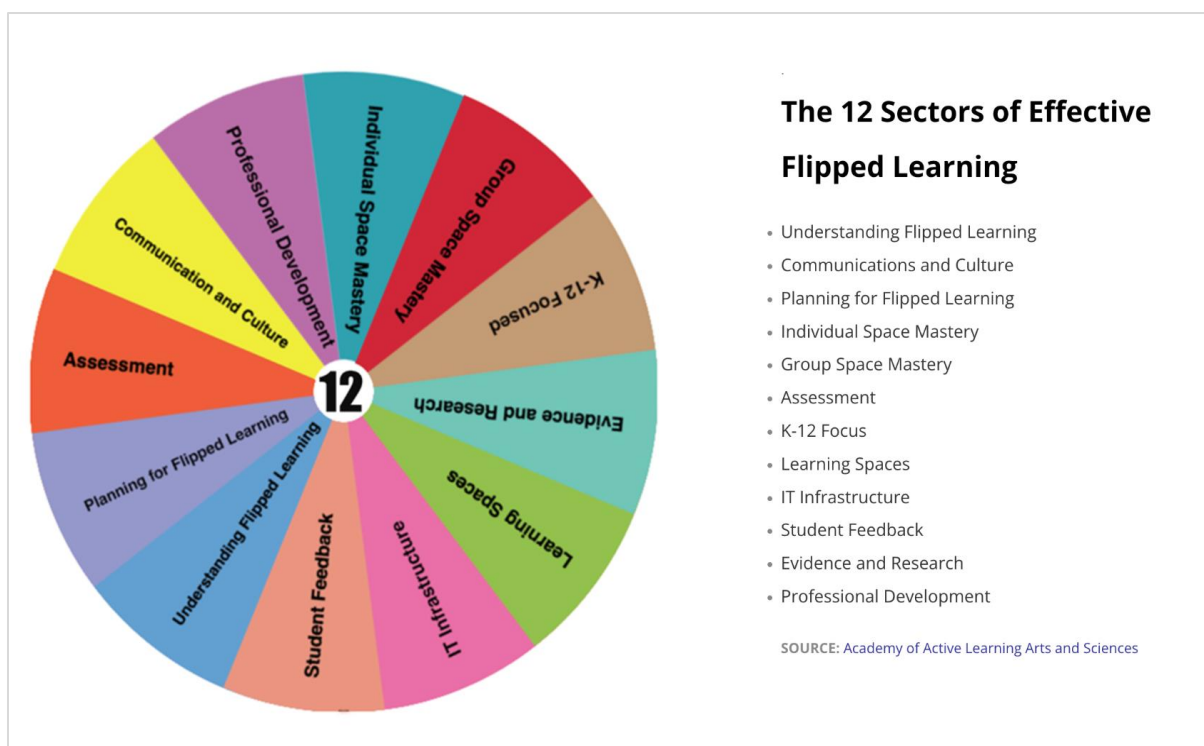 Individual Space Mastery
Group Space Mastery
K-12 Focused
Evidence and Research
Learning Spaces
IT Infrastructure
Student Feedback
Understanding Flipped Learning
Planning for Flipped Learning
Assessment
Communication and Culture
Professional Development
12
The 12 Sectors of Effective
Flipped Learning
Understanding Flipped Learning
Communications and Culture
Planning for Flipped Learning
Individual Space Mastery
Group Space Mastery
Assessment
K-12 Focus
Learning Spaces
IT Infrastructure
Student Feedback
Evidence and Research
Professional Development
SOURCE: Academy of Active Learning Arts and Sciences